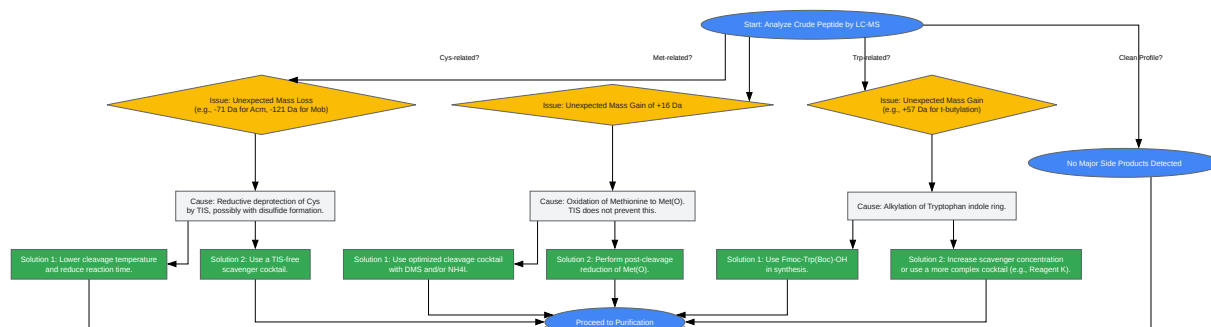 Start: Analyze Crude Peptide by LC-MS
Cys-related?
Met-related?
Trp-related?
Clean Profile?
Issue: Unexpected Mass Loss
(e.g., -71 Da for Acm, -121 Da for Mob)
Issue: Unexpected Mass Gain of +16 Da
Issue: Unexpected Mass Gain
(e.g., +57 Da for t-butylation)
No Major Side Products Detected
Cause: Reductive deprotection of Cys
by TIS, possibly with disulfide formation.
Cause: Oxidation of Methionine to Met(O).
TIS does not prevent this.
Cause: Alkylation of Tryptophan indole ring.
Solution 1: Lower cleavage temperature
and reduce reaction time.
Solution 2: Use a TIS-free
scavenger cocktail.
Solution 1: Use optimized cleavage cocktail
with DMS and/or NH4I.
Solution 2: Perform post-cleavage
reduction of Met(O).
Solution 1: Use Fmoc-Trp(Boc)-OH
in synthesis.
Solution 2: Increase scavenger concentration
or use a more complex cocktail (e.g., Reagent K).
Proceed to Purification